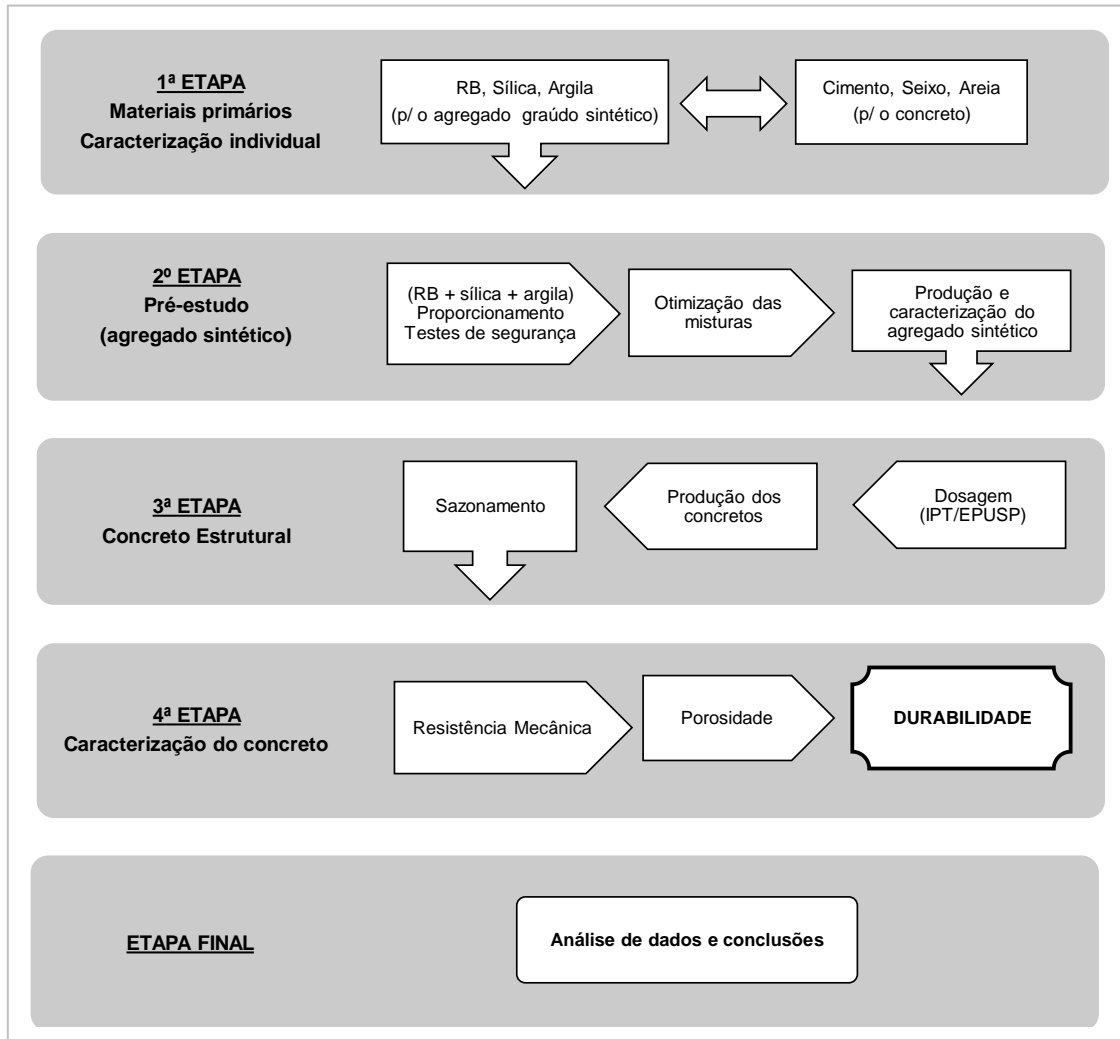 1ª ETAPA
Materiais primários
Caracterização individual
RB, Sílica, Argila
(p/ o agregado graúdo sintético)
Cimento, Seixo, Areia
(p/ o concreto)
2º ETAPA
Pré-estudo
(agregado sintético)
(RB + sílica + argila)
Proporcionamento
Testes de segurança
Otimização das
misturas
Produção e
caracterização do
agregado sintético
3ª ETAPA
Concreto Estrutural
Sazonamento
Produção dos
concretos
Dosagem
(IPT/EPUSP)
4ª ETAPA
Caracterização do concreto
Resistência Mecânica
Porosidade
DURABILIDADE
ETAPA FINAL
Análise de dados e conclusões